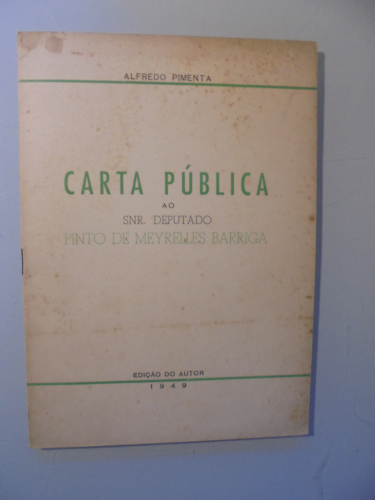 ALFREDO PIMENTA
CARTA PÚBLICA
AO
SNR. DEPUTADO
PINTO DE MEYRELLES BARRIGA
EDIÇÃO DO AUTOR
1949